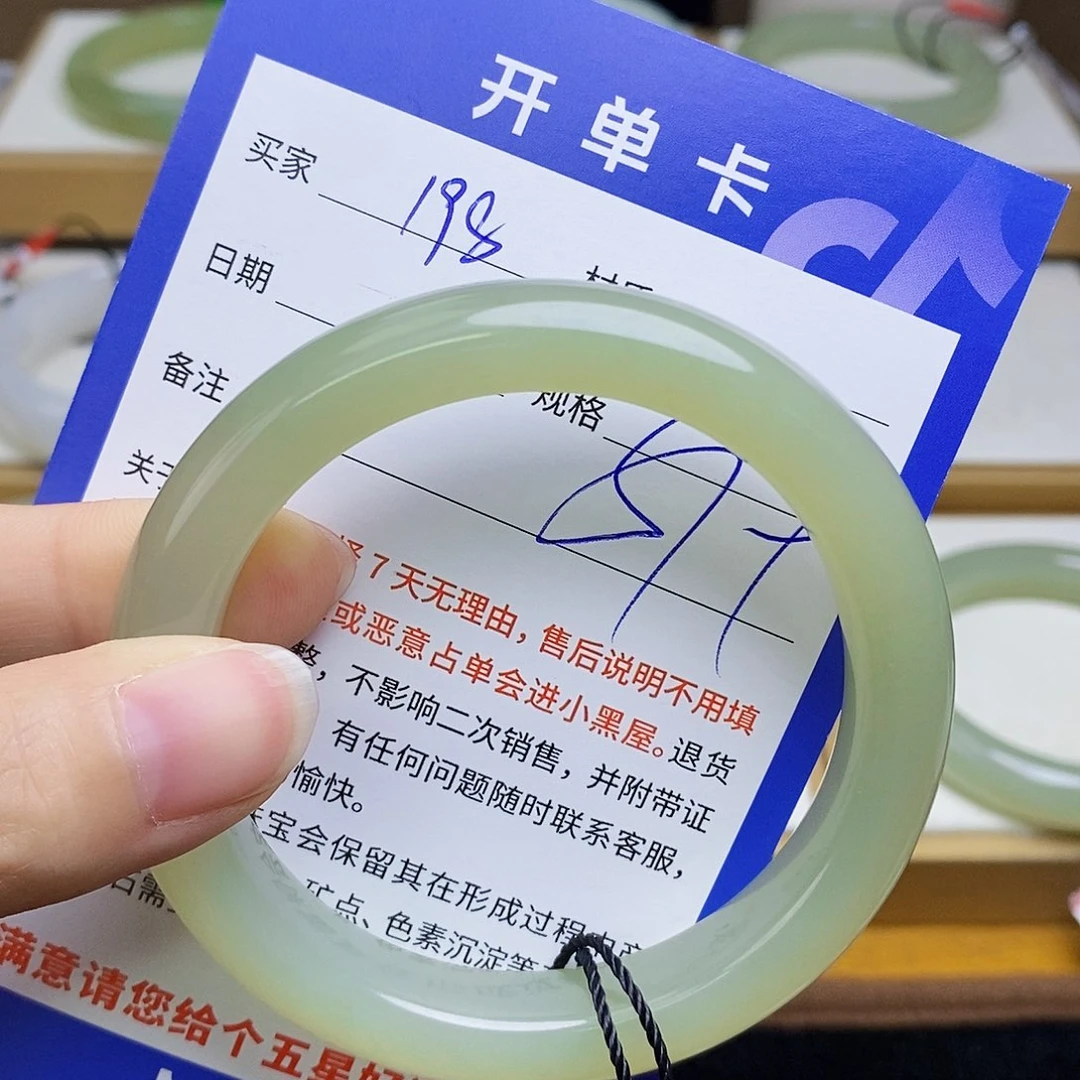 开单卡
买家 198
日期
备注
规格 59+
7天无理由，售后说明不用填
或恶意占单会进小黑屋。退货
，不影响二次销售，并附带证
有任何问题随时联系客服，
愉快。
宝会保留其在形成过程中产
矿点、色素沉淀等
满意请您给个五星好